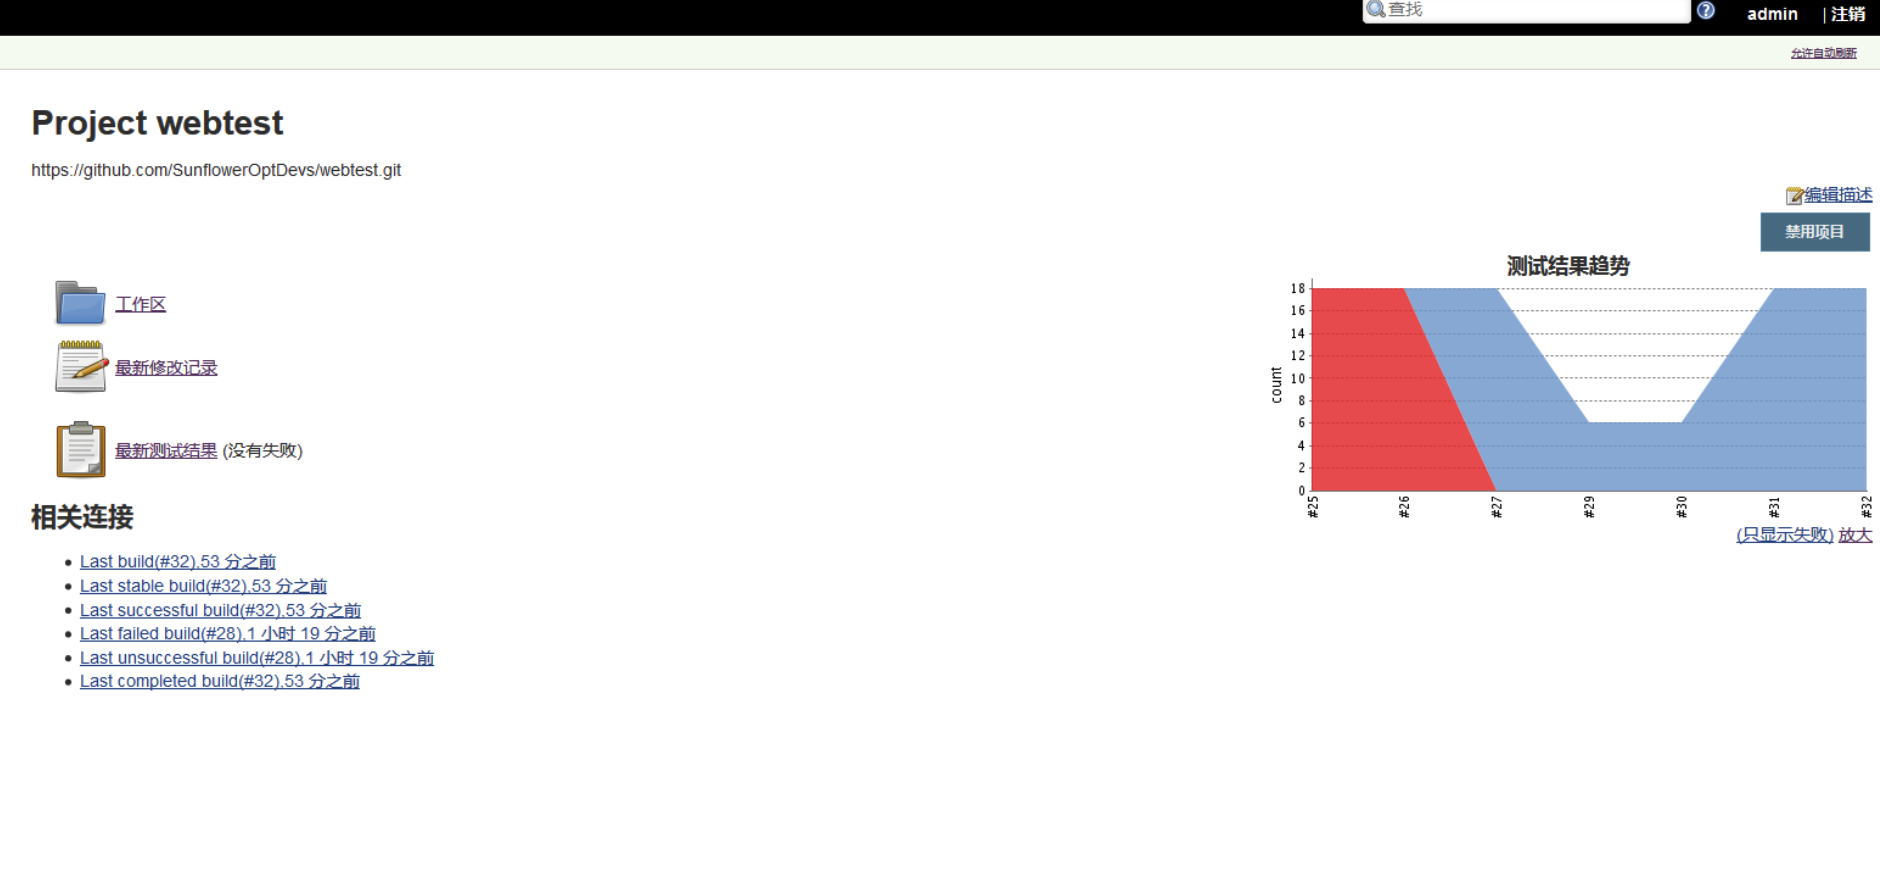 查找
admin
| 注销
允许自动刷新
Project webtest
https://github.com/SunflowerOptDevs/webtest.git
编辑描述
禁用项目
工作区
最新修改记录
最新测试结果 (没有失败)
测试结果趋势
count
18
16
14
12
10
8
6
4
2
0
#25
#26
#27
#29
#30
#31
#32
(只显示失败) 放大
相关连接
Last build(#32),53 分之前
Last stable build(#32),53 分之前
Last successful build(#32),53 分之前
Last failed build(#28),1 小时 19 分之前
Last unsuccessful build(#28),1 小时 19 分之前
Last completed build(#32),53 分之前